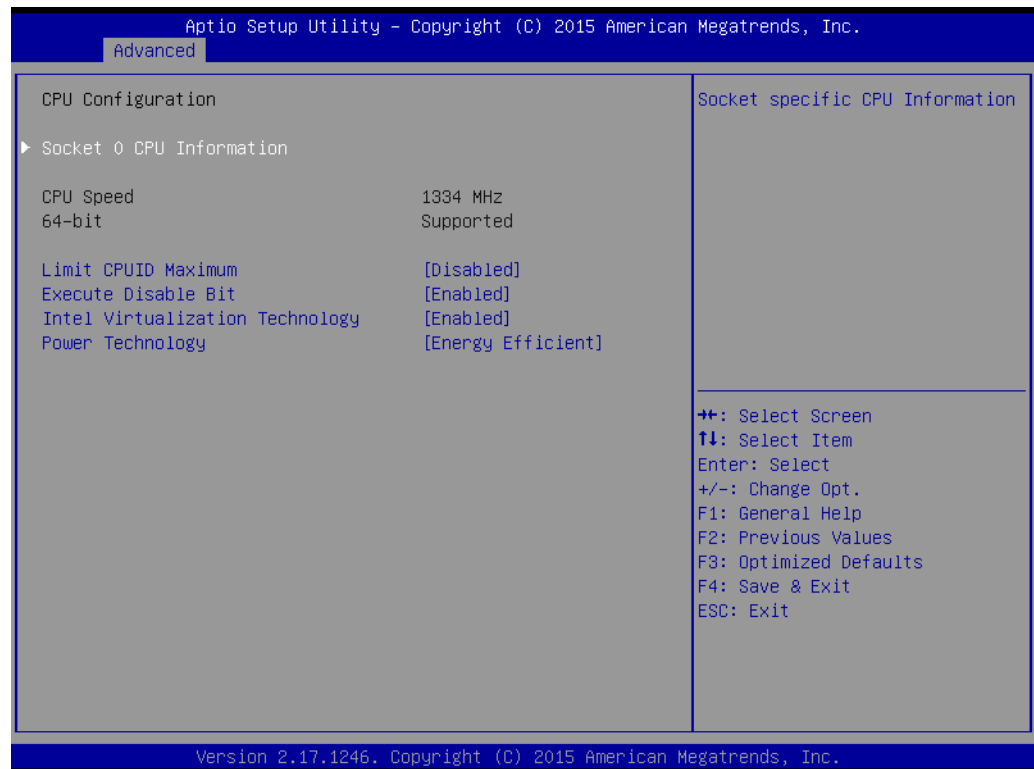 Aptio Setup Utility – Copyright (C) 2015 American Megatrends, Inc.
Advanced
CPU Configuration
Socket 0 CPU Information
CPU Speed 1334 MHz
64-bit Supported
Limit CPUID Maximum [Disabled]
Execute Disable Bit [Enabled]
Intel Virtualization Technology [Enabled]
Power Technology [Energy Efficient]
Socket specific CPU Information
→←: Select Screen
↑↓: Select Item
Enter: Select
+/-: Change Opt.
F1: General Help
F2: Previous Values
F3: Optimized Defaults
F4: Save & Exit
ESC: Exit
Version 2.17.1246. Copyright (C) 2015 American Megatrends, Inc.